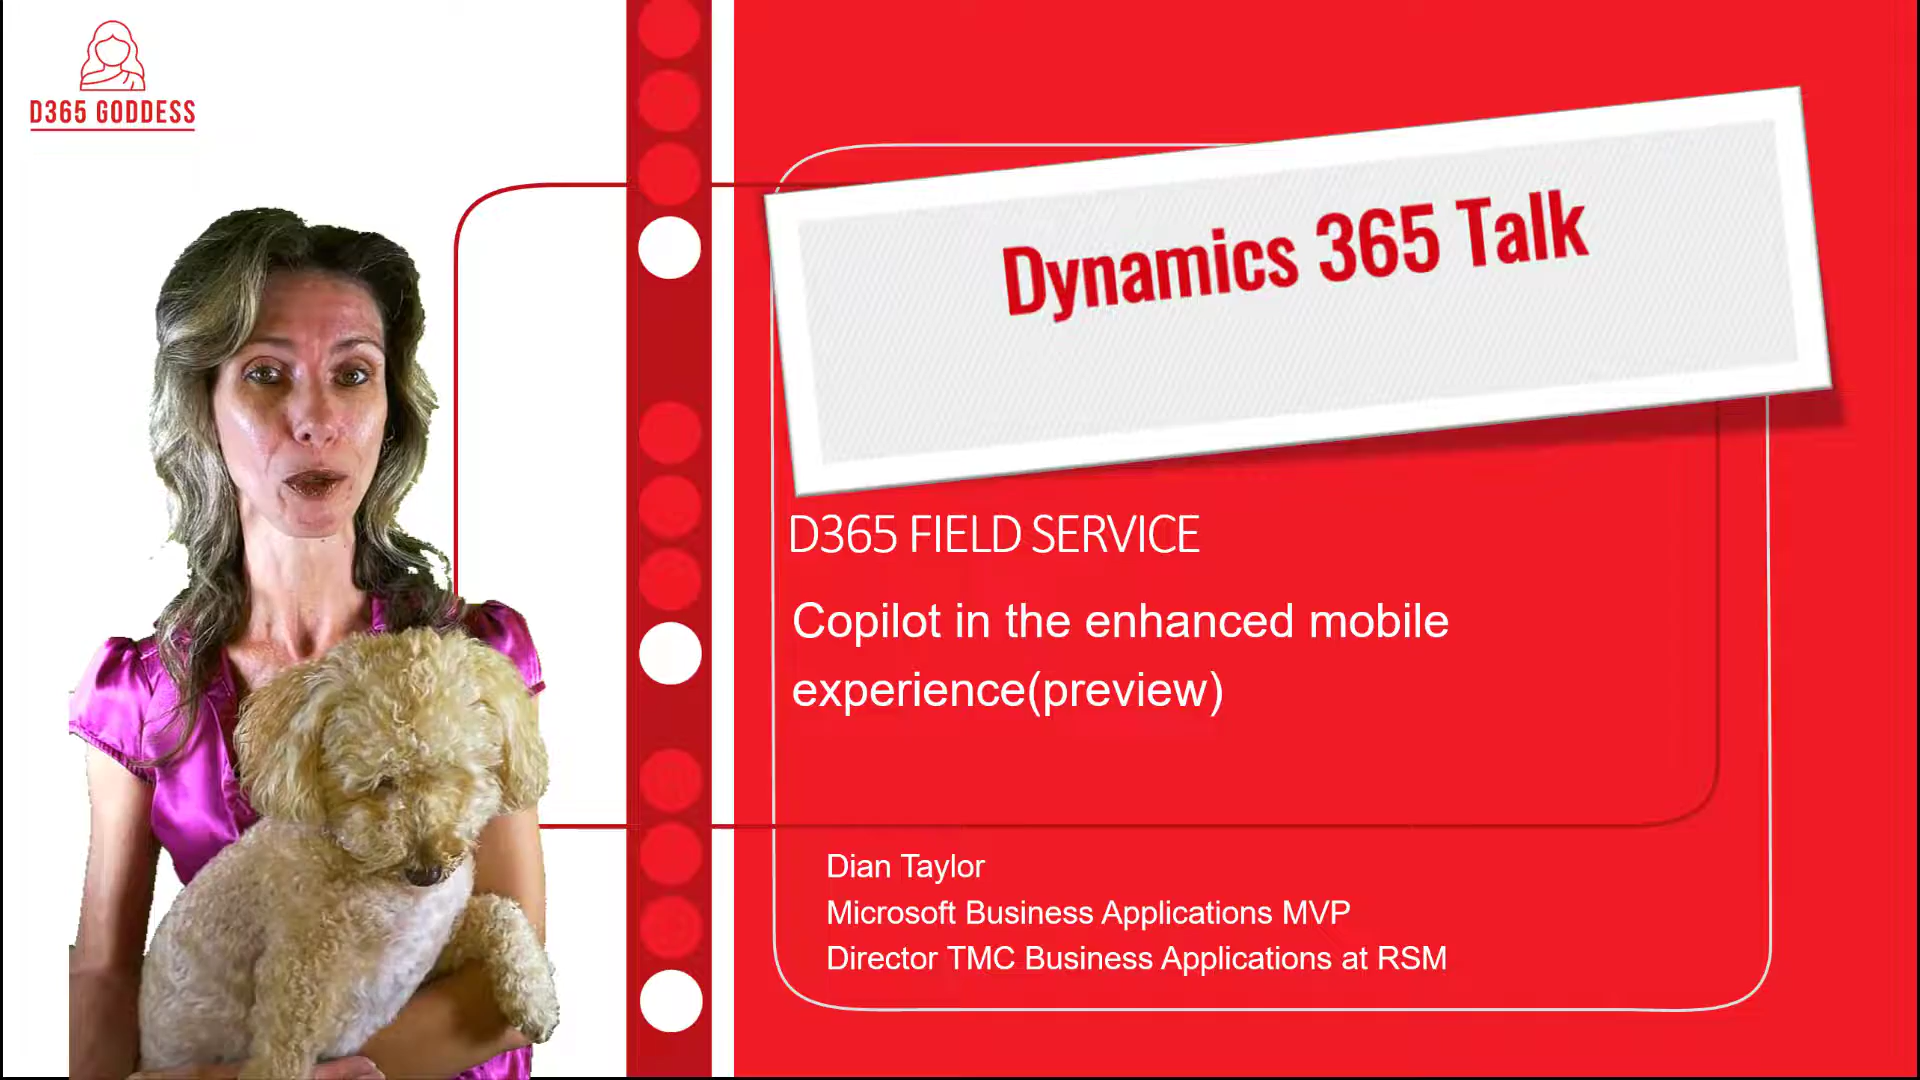 D365 GODDESS
Dynamics 365 Talk
D365 FIELD SERVICE
Copilot in the enhanced mobile
experience(preview)
Dian Taylor
Microsoft Business Applications MVP
Director TMC Business Applications at RSM